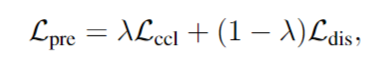 ℒ_pre = λℒ_ccl + (1 − λ)ℒ_dis,